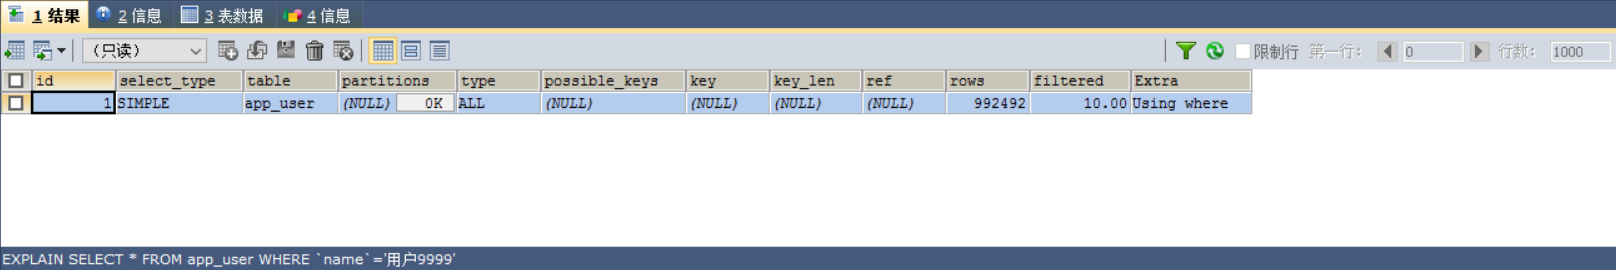 1 结果 2 信息 3 表数据 4 信息
（只读） 限制行 第一行: 0 行数: 1000
id select_type table partitions type possible_keys key key_len ref rows filtered Extra
1 SIMPLE app_user (NULL) 0K ALL (NULL) (NULL) (NULL) (NULL) 992492 10.00 Using where
EXPLAIN SELECT * FROM app_user WHERE `name`='用户9999'